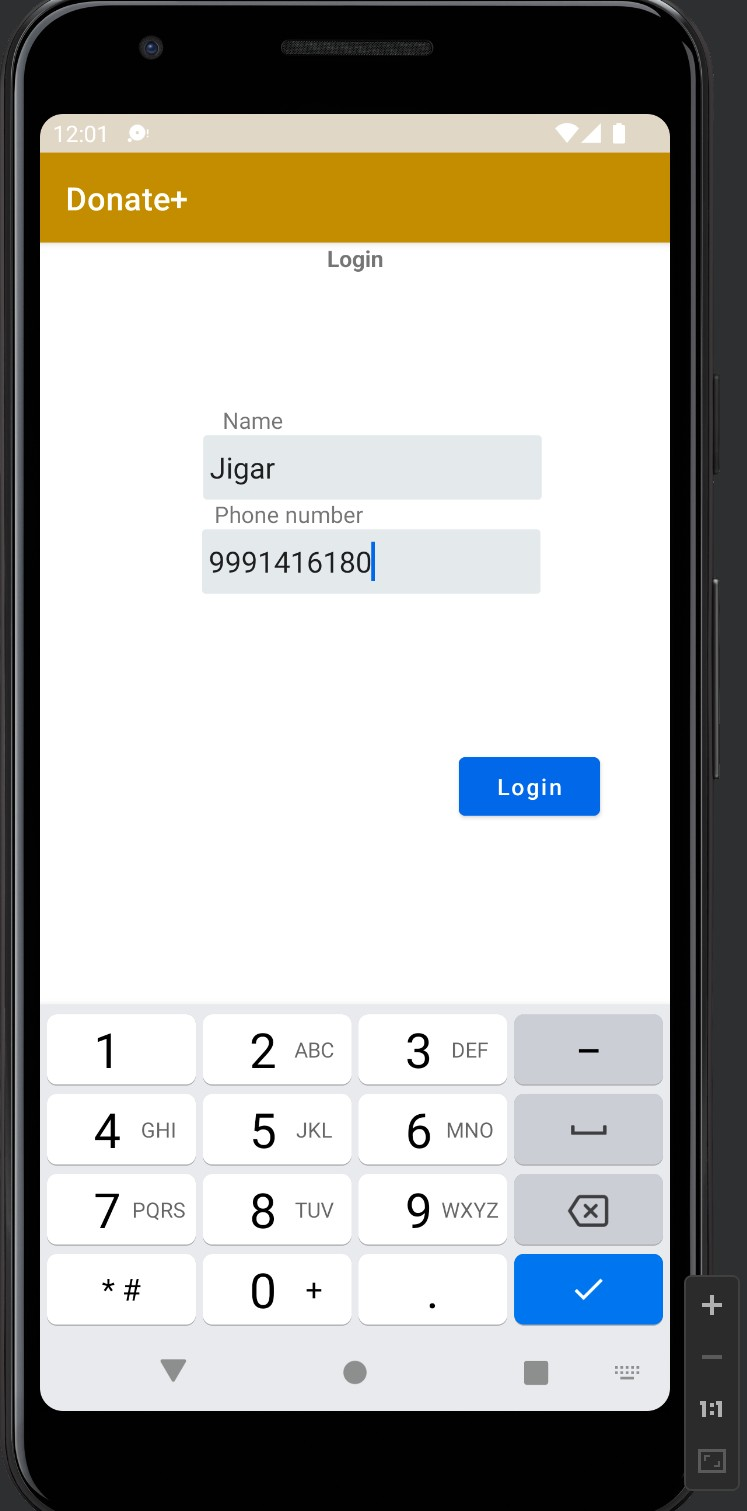 12:01
Donate+
Login
Name
Jigar
Phone number
9991416180
Login
1 2 ABC 3 DEF –
4 GHI 5 JKL 6 MNO
7 PQRS 8 TUV 9 WXYZ
* # 0 + .
1:1